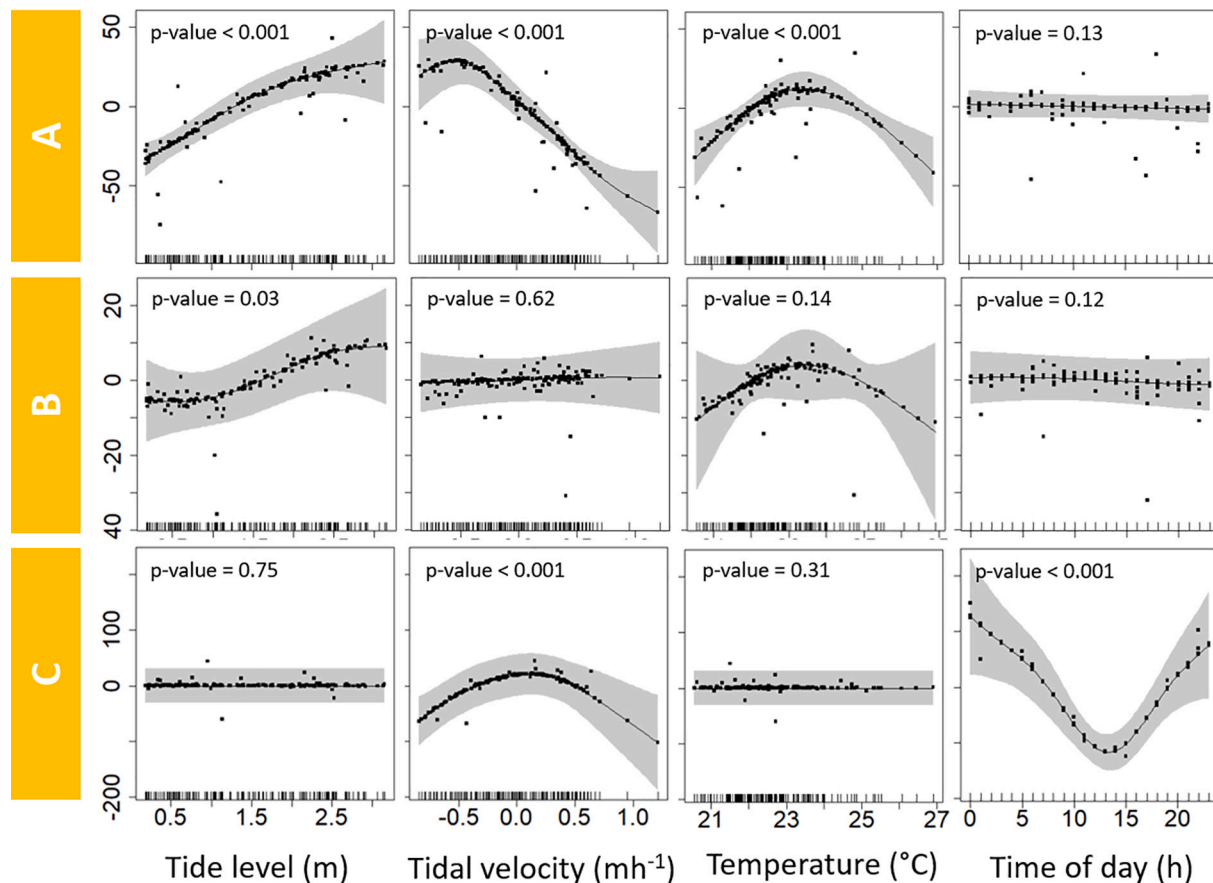 A
50
0
-50
p-value < 0.001
p-value < 0.001
p-value < 0.001
p-value = 0.13
B
20
0
-20
40
p-value = 0.03
p-value = 0.62
p-value = 0.14
p-value = 0.12
C
100
0
-200
p-value = 0.75
p-value < 0.001
p-value = 0.31
p-value < 0.001
0.5 1.5 2.5
-0.5 0.0 0.5 1.0
21 23 25 27
0 5 10 15 20
Tide level (m)
Tidal velocity (mh⁻¹)
Temperature (°C)
Time of day (h)